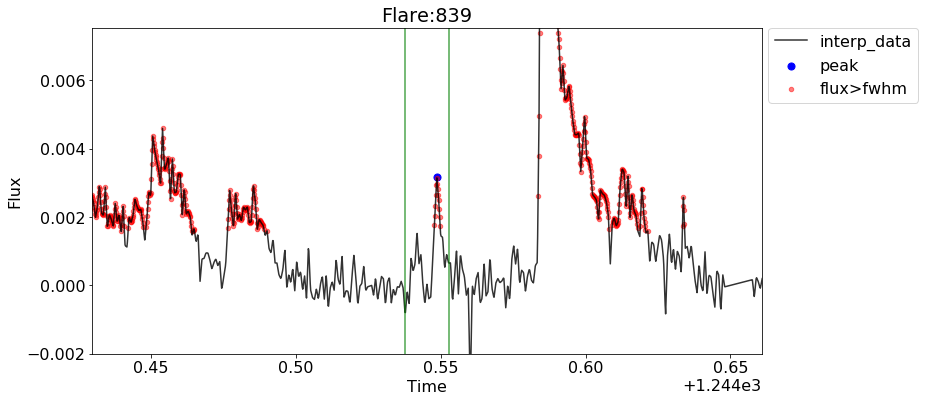 Flare:839
interp_data
peak
flux>fwhm
Flux
0.006
0.004
0.002
0.000
−0.002
0.45
0.50
0.55
0.60
0.65
Time
+1.244e3